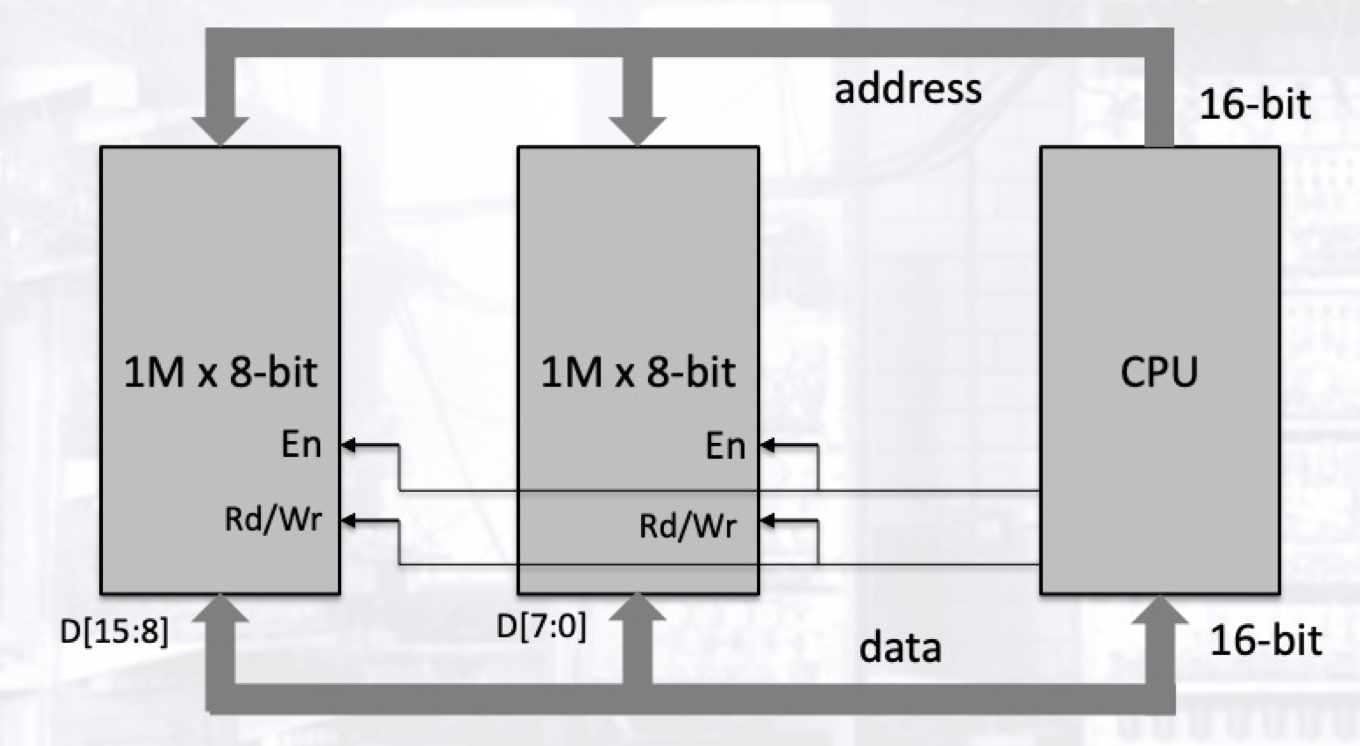 address
16-bit
1M x 8-bit
1M x 8-bit
CPU
En
En
Rd/Wr
Rd/Wr
D[15:8]
D[7:0]
data
16-bit